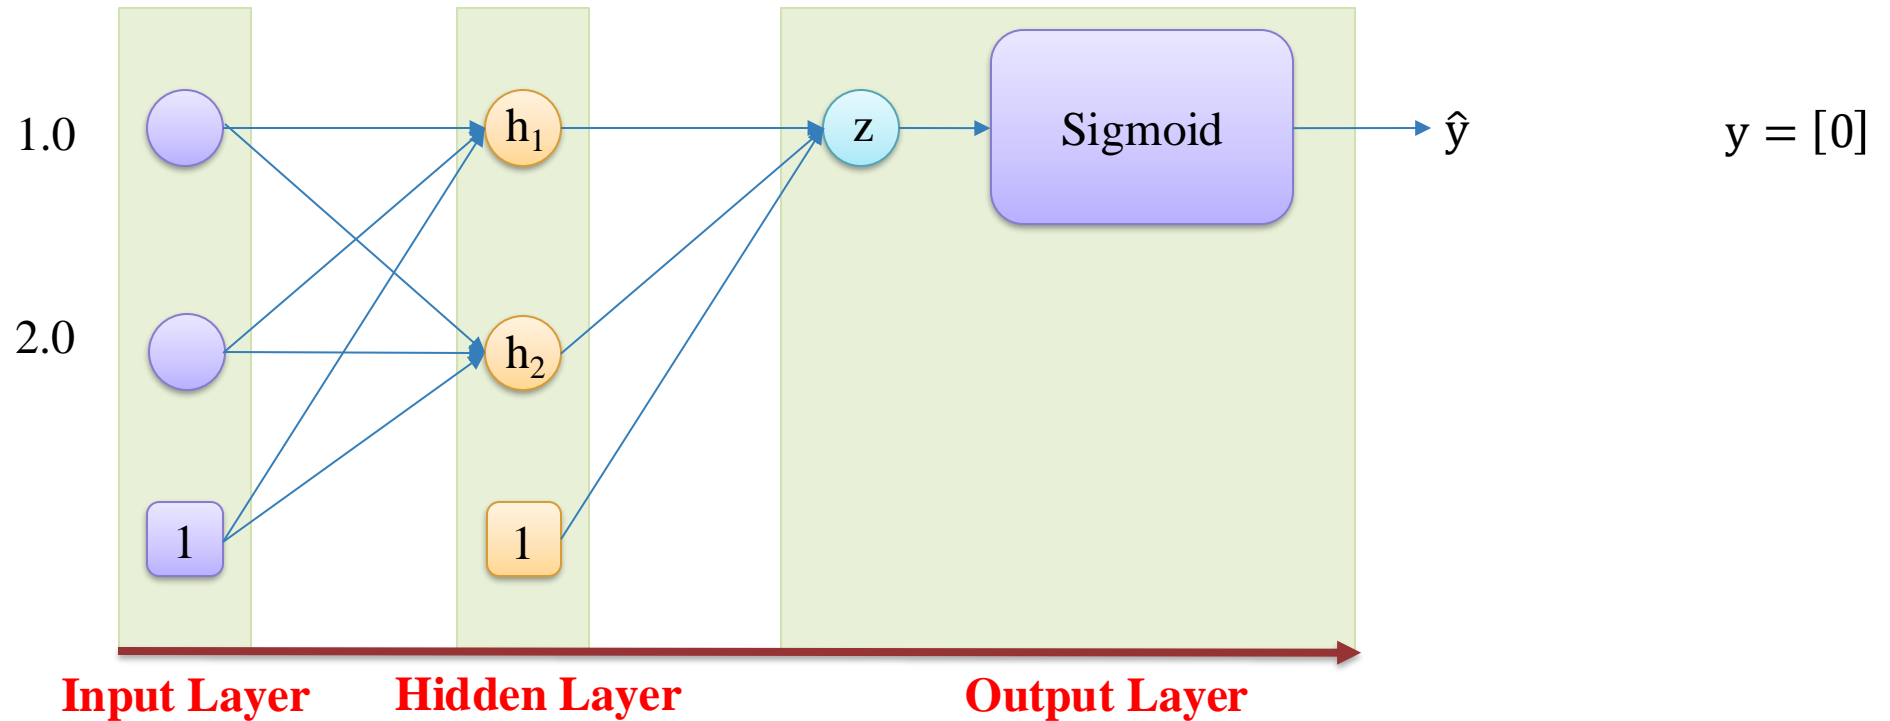 1.0
h₁
z
Sigmoid
ŷ
y = [0]
2.0
h₂
1
1
Input Layer
Hidden Layer
Output Layer